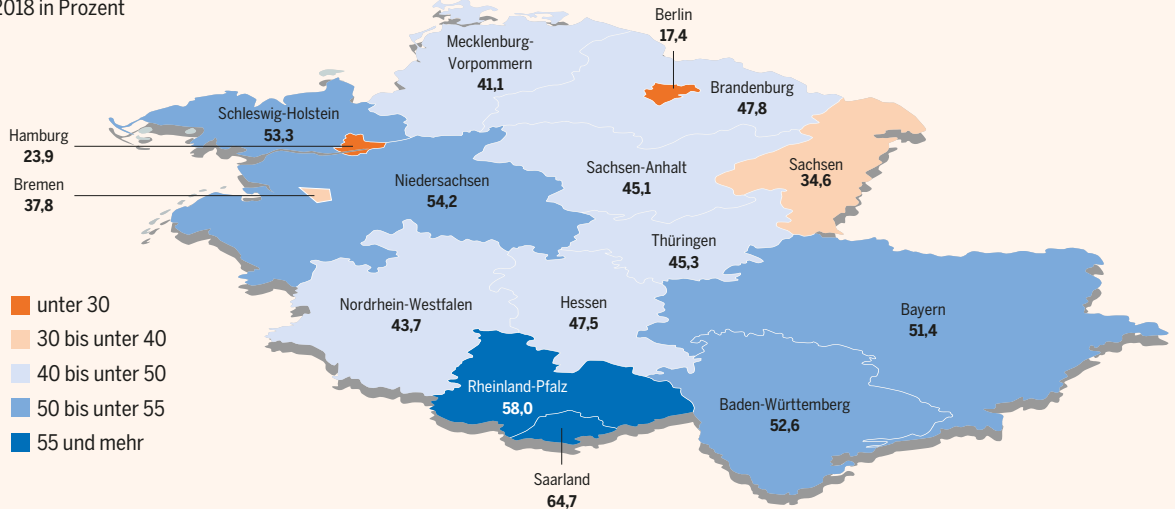 2018 in Prozent
Berlin
17,4
Mecklenburg-
Vorpommern
41,1
Brandenburg
47,8
Schleswig-Holstein
53,3
Hamburg
23,9
Sachsen-Anhalt
45,1
Sachsen
34,6
Bremen
37,8
Niedersachsen
54,2
Thüringen
45,3
Nordrhein-Westfalen
43,7
Hessen
47,5
Bayern
51,4
Rheinland-Pfalz
58,0
Baden-Württemberg
52,6
Saarland
64,7
unter 30
30 bis unter 40
40 bis unter 50
50 bis unter 55
55 und mehr